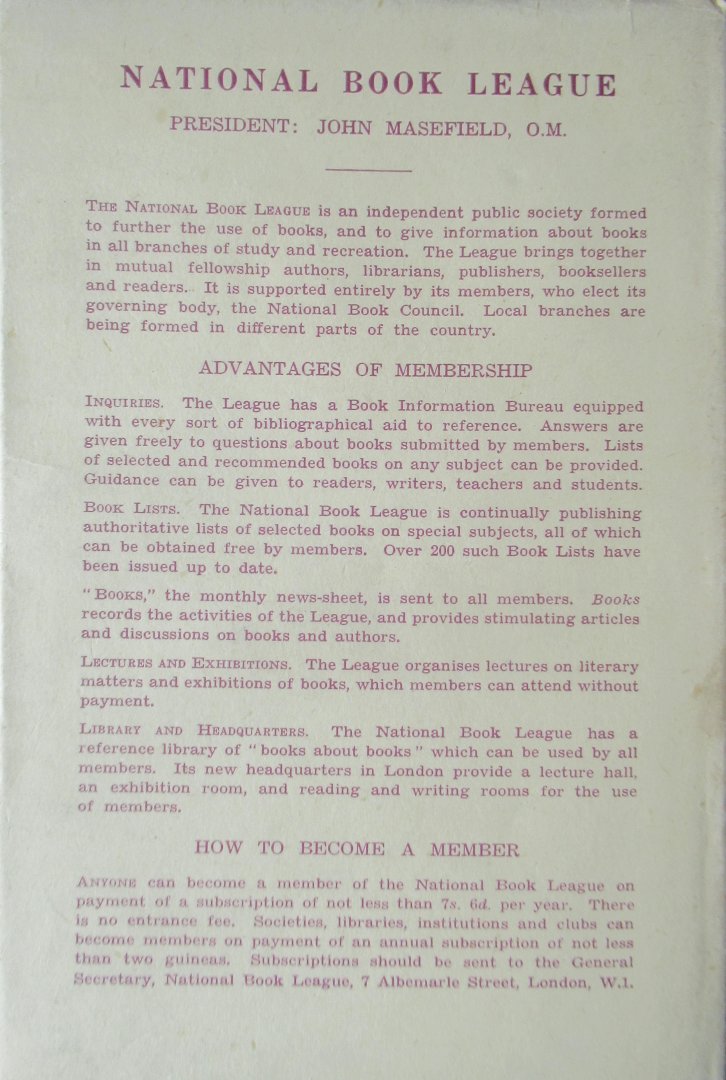 NATIONAL BOOK LEAGUE
PRESIDENT: JOHN MASEFIELD, O.M.
THE NATIONAL BOOK LEAGUE is an independent public society formed
to further the use of books, and to give information about books
in all branches of study and recreation. The League brings together
in mutual fellowship authors, librarians, publishers, booksellers
and readers. It is supported entirely by its members, who elect its
governing body, the National Book Council. Local branches are
being formed in different parts of the country.
ADVANTAGES OF MEMBERSHIP
INQUIRIES. The League has a Book Information Bureau equipped
with every sort of bibliographical aid to reference. Answers are
given freely to questions about books submitted by members. Lists
of selected and recommended books on any subject can be provided.
Guidance can be given to readers, writers, teachers and students.
BOOK LISTS. The National Book League is continually publishing
authoritative lists of selected books on special subjects, all of which
can be obtained free by members. Over 200 such Book Lists have
been issued up to date.
"BOOKS," the monthly news-sheet, is sent to all members. Books
records the activities of the League, and provides stimulating articles
and discussions on books and authors.
LECTURES AND EXHIBITIONS. The League organises lectures on literary
matters and exhibitions of books, which members can attend without
payment.
LIBRARY AND HEADQUARTERS. The National Book League has a
reference library of "books about books" which can be used by all
members. Its new headquarters in London provide a lecture hall,
an exhibition room, and reading and writing rooms for the use
of members.
HOW TO BECOME A MEMBER
ANYONE can become a member of the National Book League on
payment of a subscription of not less than 7s. 6d. per year. There
is no entrance fee. Societies, libraries, institutions and clubs can
become members on payment of an annual subscription of not less
than two guineas. Subscriptions should be sent to the General
Secretary, National Book League, 7 Albemarle Street, London, W.1.